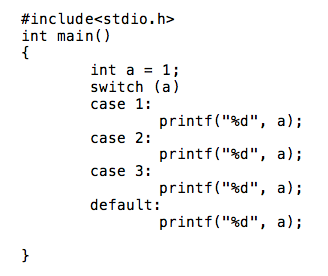 #include<stdio.h>
int main()
{
int a = 1;
switch (a)
case 1:
printf("%d", a);
case 2:
printf("%d", a);
case 3:
printf("%d", a);
default:
printf("%d", a);
}